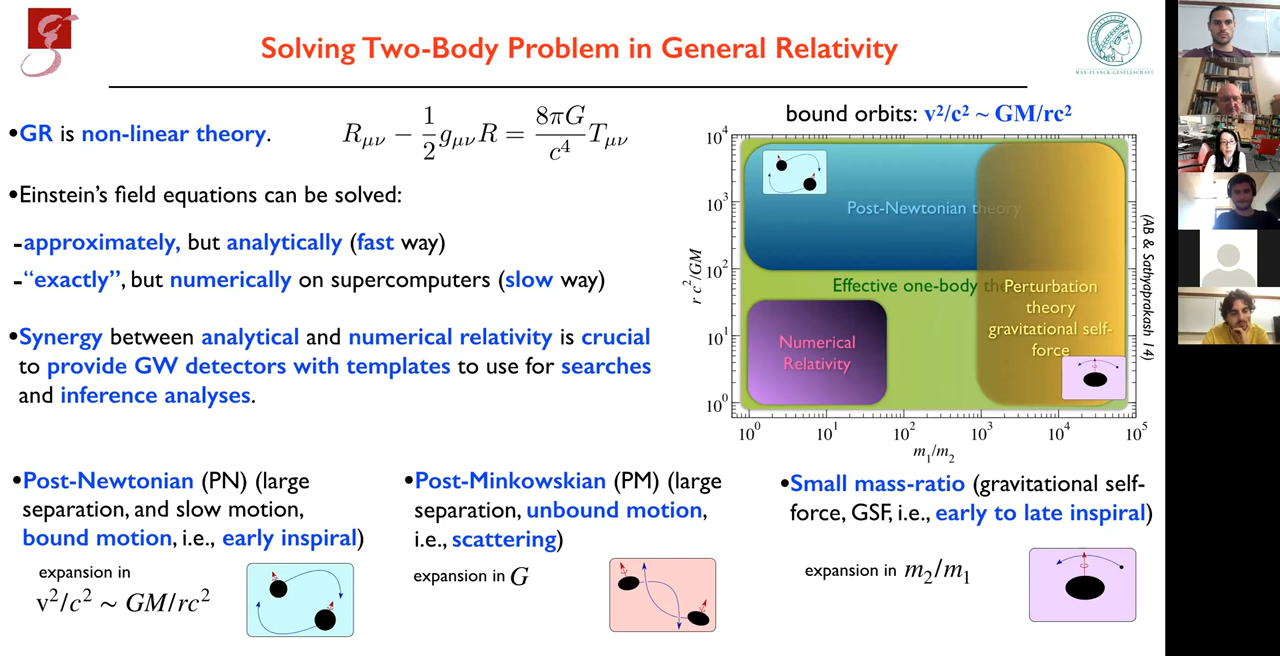 Solving Two-Body Problem in General Relativity
MAX-PLANCK-GESELLSCHAFT
•GR is non-linear theory.
R_{μν} − \frac{1}{2} g_{μν} R = \frac{8πG}{c^4} T_{μν}
•Einstein's field equations can be solved:
-approximately, but analytically (fast way)
-“exactly”, but numerically on supercomputers (slow way)
•Synergy between analytical and numerical relativity is crucial
to provide GW detectors with templates to use for searches
and inference analyses.
bound orbits: v²/c² ~ GM/rc²
10⁴
10³
10²
10¹
10⁰
r c²/GM
Post-Newtonian theory
Effective one-body th
Perturbation
theory
gravitational self-
force
Numerical
Relativity
10⁰ 10¹ 10² 10³ 10⁴ 10⁵
m₁/m₂
(AB & Sathyaprakash 14)
•Post-Newtonian (PN) (large
separation, and slow motion,
bound motion, i.e., early inspiral)
expansion in
v²/c² ~ GM/rc²
•Post-Minkowskian (PM) (large
separation, unbound motion,
i.e., scattering)
expansion in G
•Small mass-ratio (gravitational self-
force, GSF, i.e., early to late inspiral)
expansion in m₂/m₁